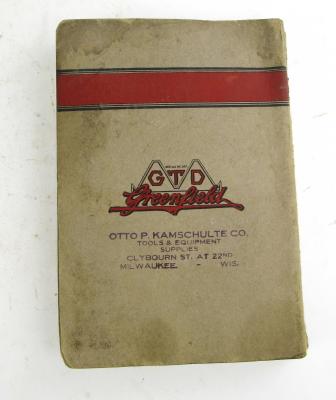 GTD
Greenfield
OTTO P. KAMSCHULTE CO.
TOOLS & EQUIPMENT
SUPPLIES
CLYBOURN ST. AT 22ND
MILWAUKEE - WIS.